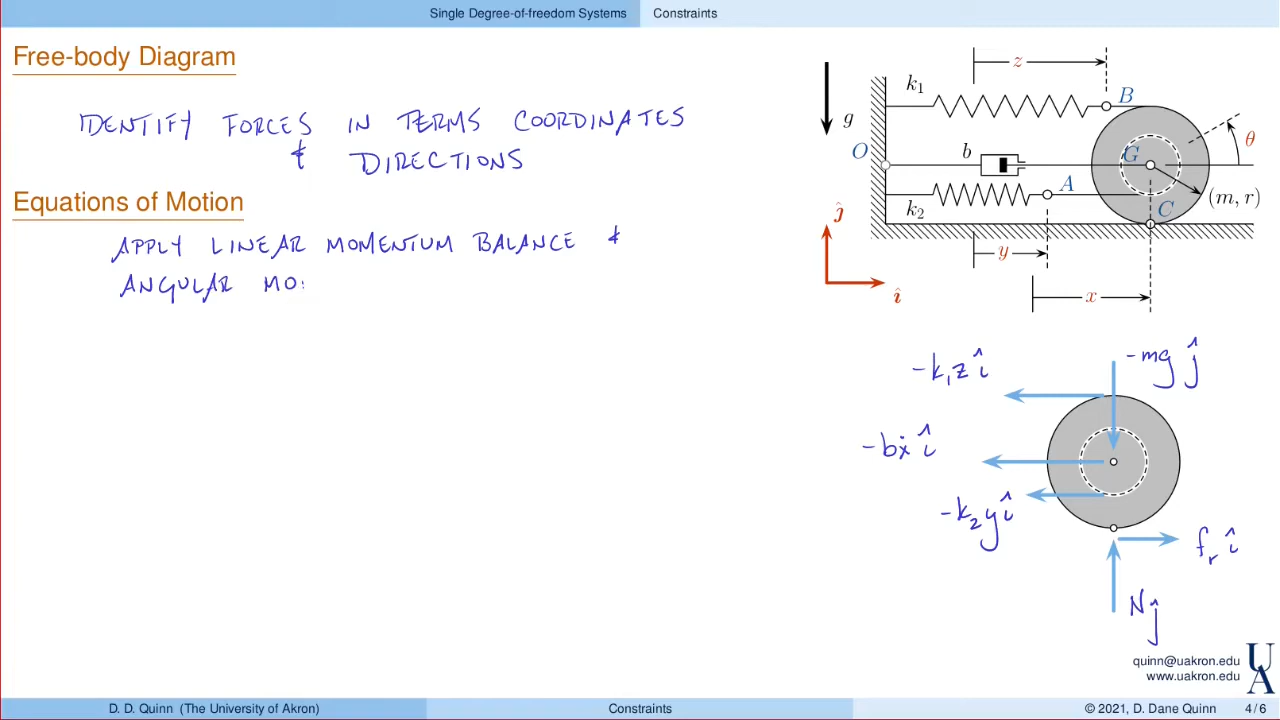 Single Degree-of-freedom Systems Constraints
Free-body Diagram
IDENTIFY FORCES IN TERMS COORDINATES
& DIRECTIONS
Equations of Motion
APPLY LINEAR MOMENTUM BALANCE &
ANGULAR MO
z
k₁
B
g
θ
O
b
G
A
k₂
C
(m, r)
ĵ
y
î
x
-mg ĵ
-k₁z î
-bẋ î
-k₂y î
fᵣ î
N ĵ
quinn@uakron.edu
www.uakron.edu
UA
D. D. Quinn (The University of Akron) Constraints © 2021, D. Dane Quinn 4 / 6